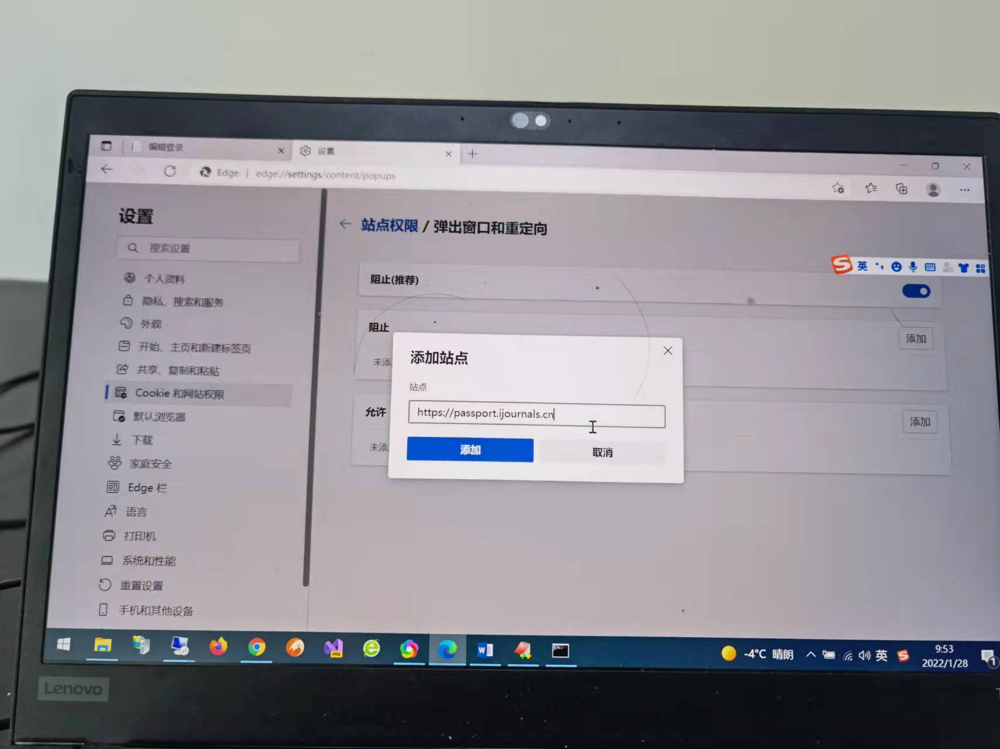 编辑登录
设置
Edge | edge://settings/content/popups
设置
搜索设置
个人资料
隐私、搜索和服务
外观
开始、主页和新建标签页
共享、复制和粘贴
Cookie 和网站权限
默认浏览器
下载
家庭安全
Edge 栏
语言
打印机
系统和性能
重置设置
手机和其他设备
站点权限 / 弹出窗口和重定向
阻止(推荐)
阻止
添加
未添
允许
添加
未添
添加站点
站点
https://passport.ijournals.cn
添加
取消
英
-4°C 晴朗
英
9:53
2022/1/28
1
Lenovo